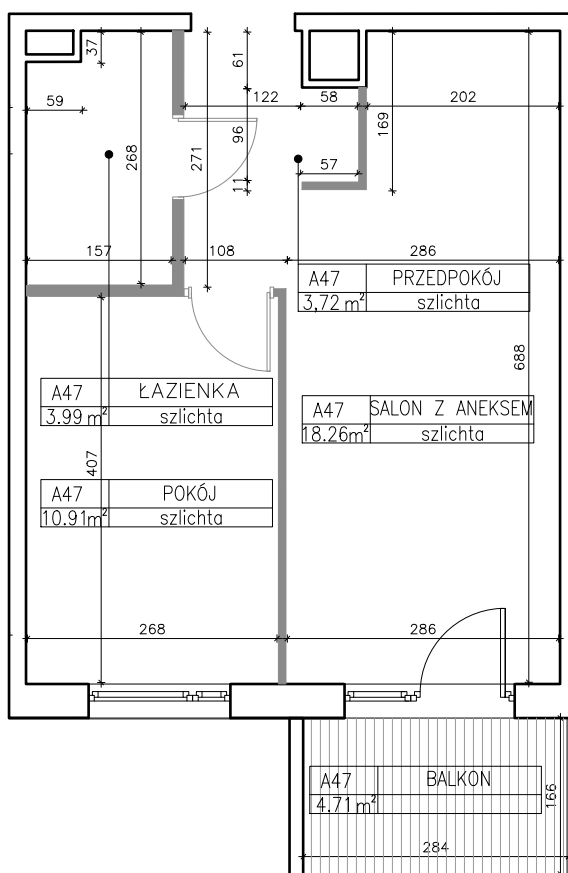 37
61
59
122
58
202
268
271
96
169
57
11
157
108
286
A47 PRZEDPOKÓJ
3,72 m² szlichta
688
A47 ŁAZIENKA
3.99 m² szlichta
A47 SALON Z ANEKSEM
18.26m² szlichta
407
A47 POKÓJ
10.91m² szlichta
268
286
A47 BALKON
4.71 m²
166
284